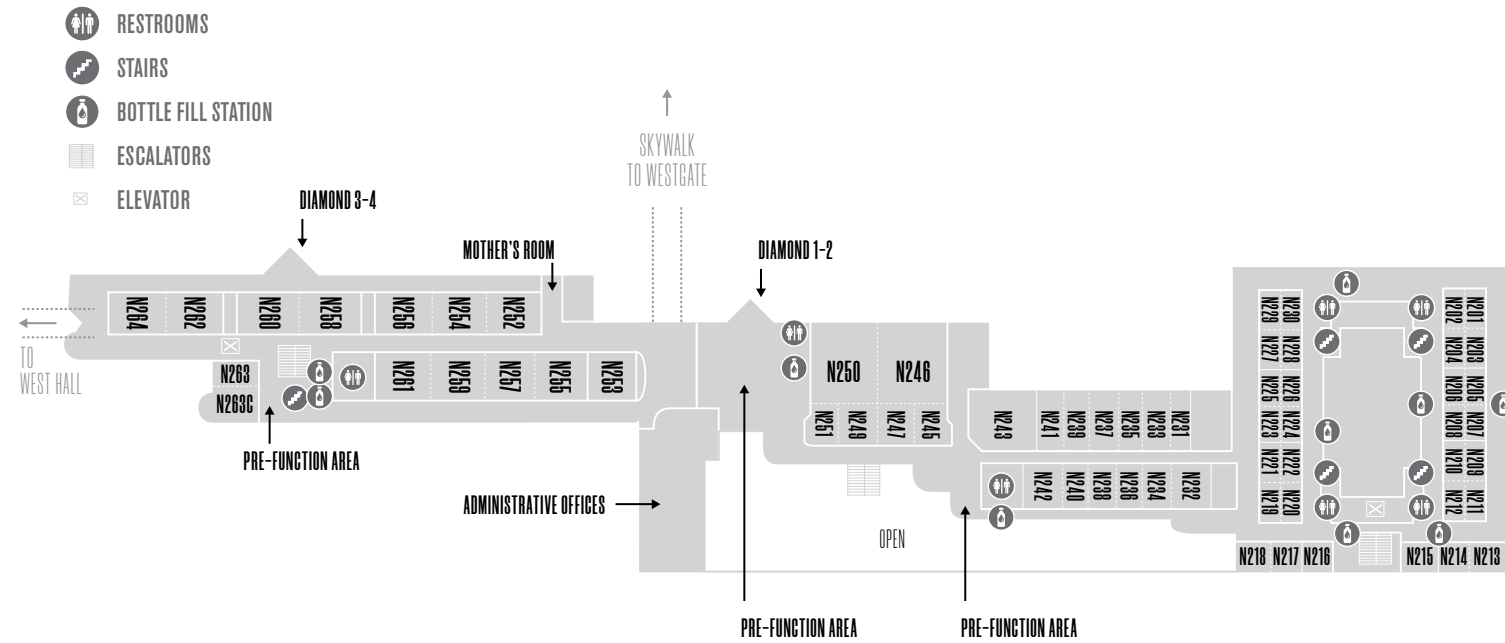 RESTROOMS
STAIRS
BOTTLE FILL STATION
ESCALATORS
ELEVATOR
SKYWALK
TO WESTGATE
DIAMOND 3-4
MOTHER'S ROOM
DIAMOND 1-2
TO
WEST HALL
N264
N262
N260
N258
N256
N254
N252
N263
N263C
N261
N259
N257
N255
N253
PRE-FUNCTION AREA
ADMINISTRATIVE OFFICES
N250
N246
N251
N249
N247
N245
N243
N241
N239
N237
N235
N233
N231
N242
N240
N238
N236
N234
N232
OPEN
PRE-FUNCTION AREA
PRE-FUNCTION AREA
N229
N230
N227
N228
N225
N226
N223
N224
N221
N222
N219
N220
N202
N201
N204
N203
N206
N205
N208
N207
N210
N209
N212
N211
N218
N217
N216
N215
N214
N213